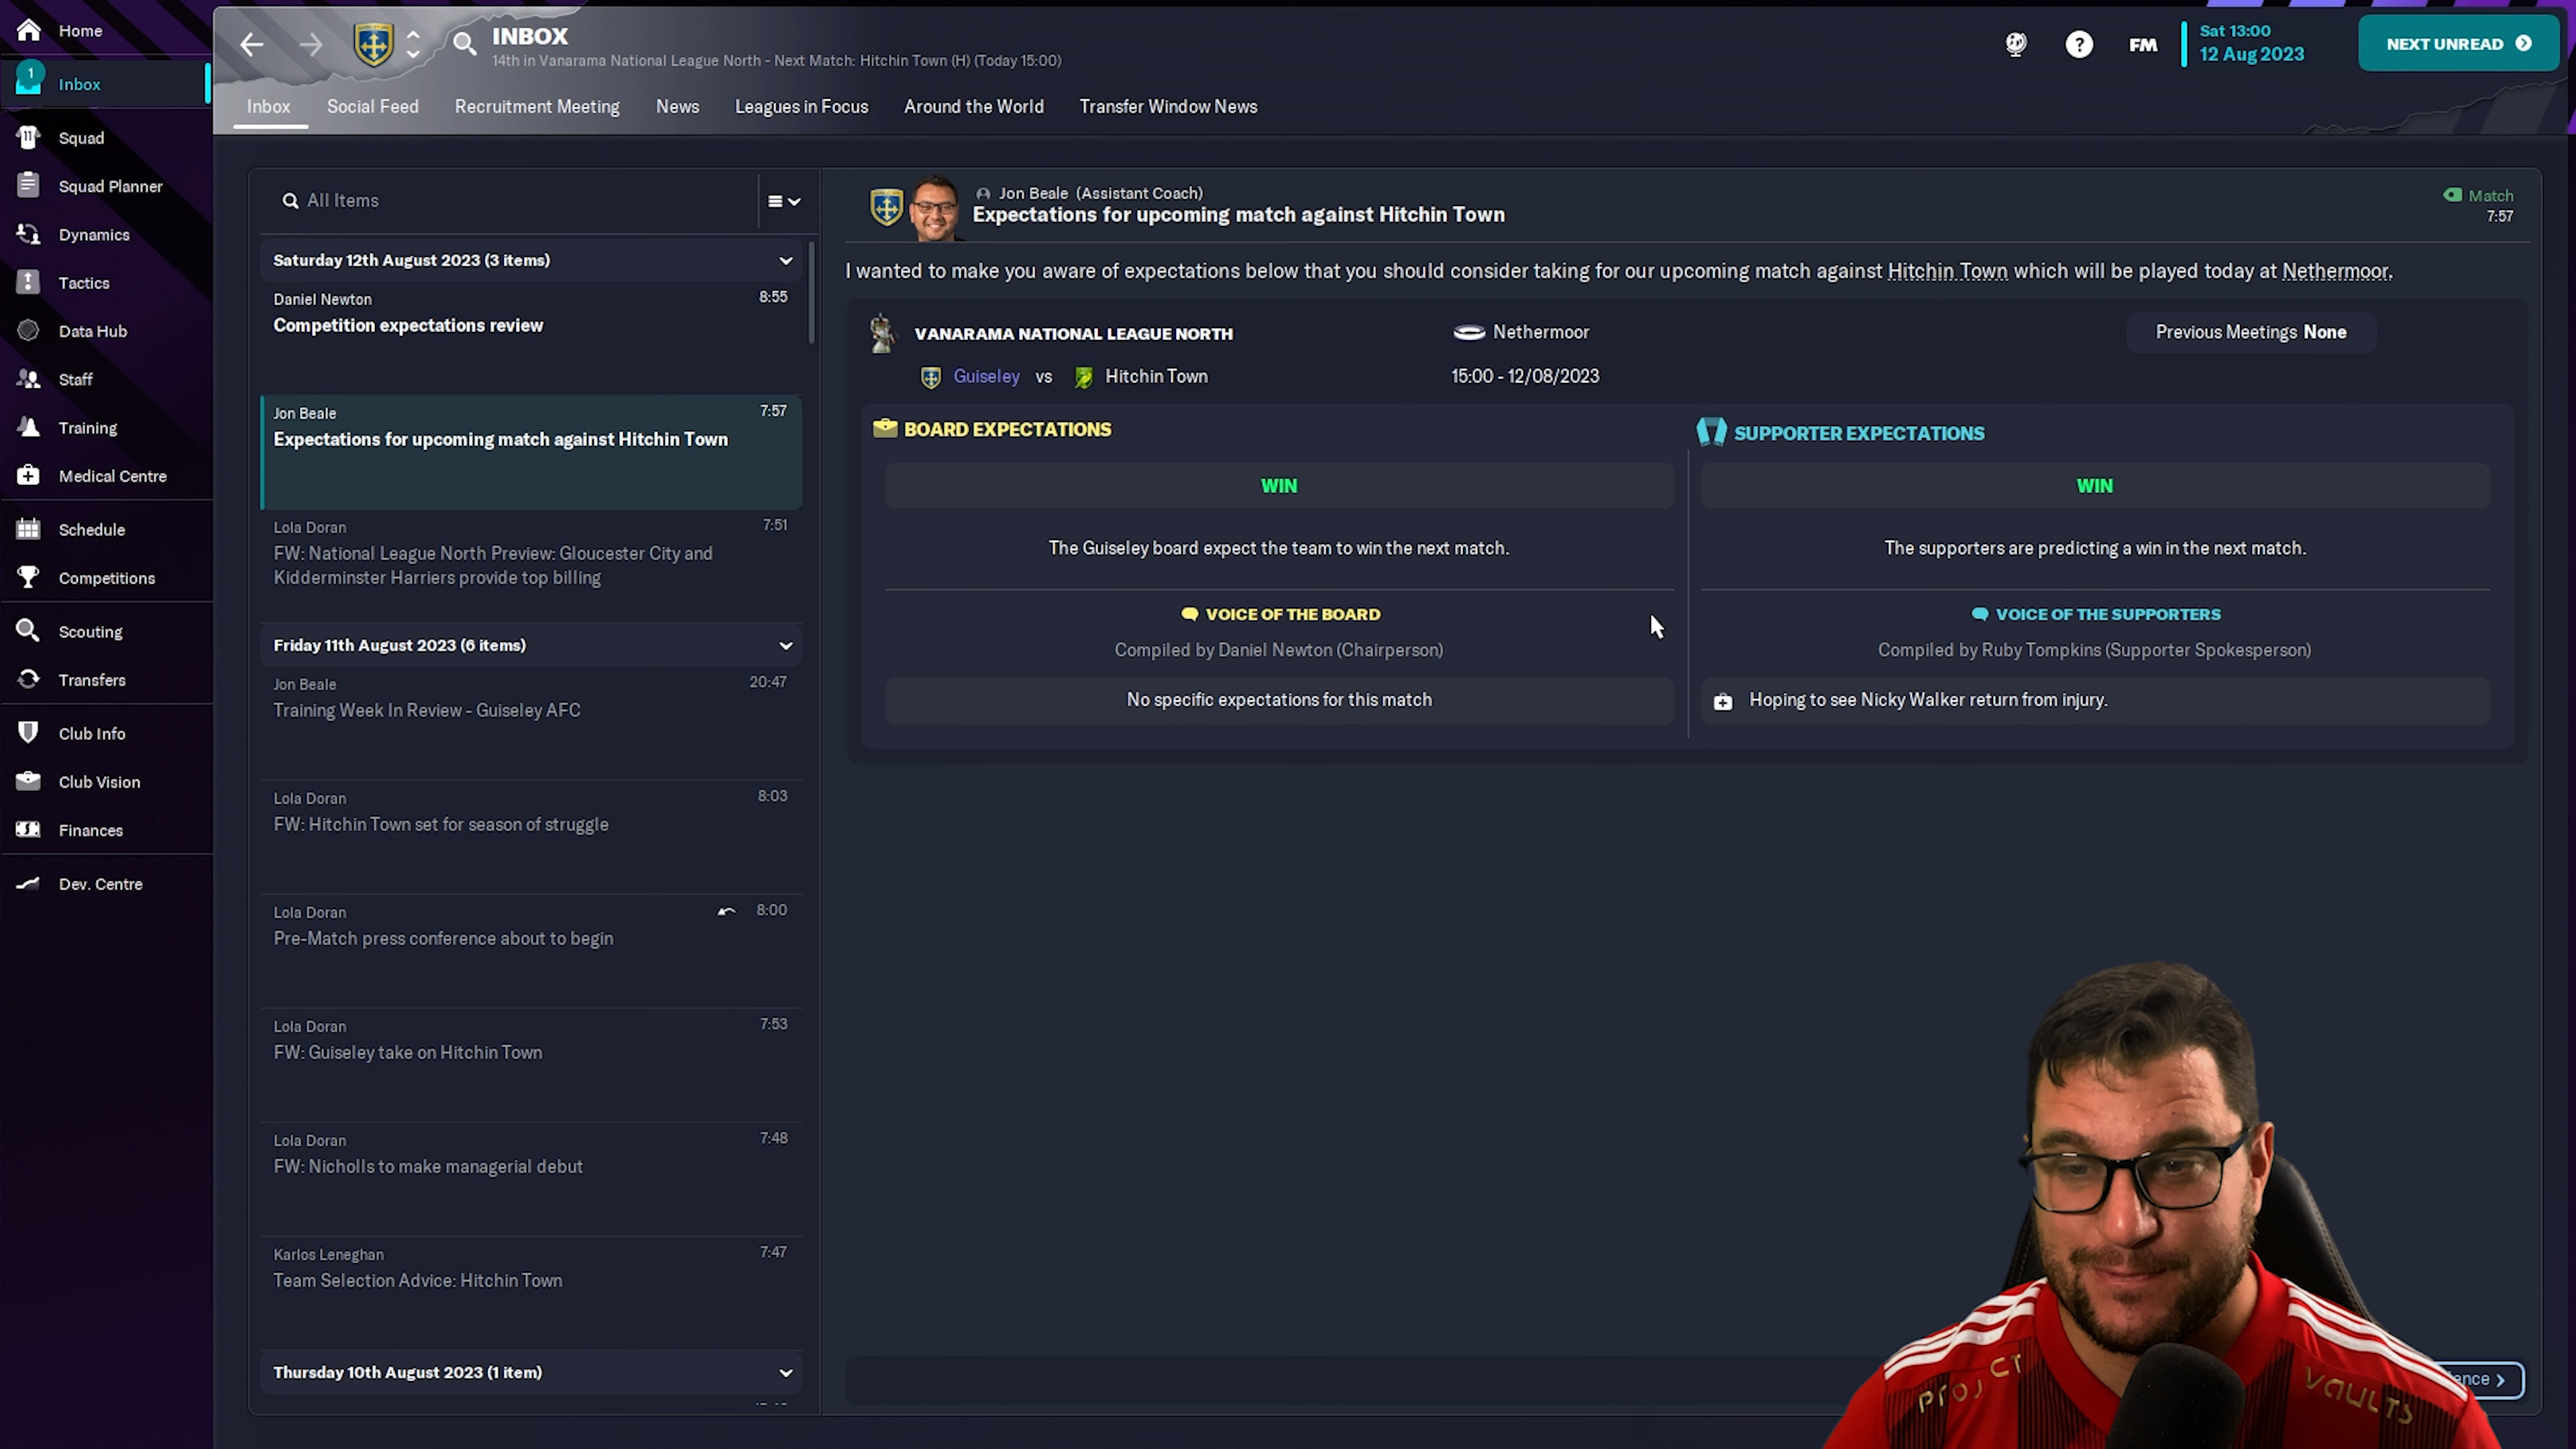 Home
1
Inbox
Squad
Squad Planner
Dynamics
Tactics
Data Hub
Staff
Training
Medical Centre
Schedule
Competitions
Scouting
Transfers
Club Info
Club Vision
Finances
Dev. Centre
INBOX
14th in Vanarama National League North - Next Match: Hitchin Town (H) (Today 15:00)
?
FM
Sat 13:00
12 Aug 2023
NEXT UNREAD
Inbox
Social Feed
Recruitment Meeting
News
Leagues in Focus
Around the World
Transfer Window News
All Items
Saturday 12th August 2023 (3 items)
Daniel Newton 8:55
Competition expectations review
Jon Beale 7:57
Expectations for upcoming match against Hitchin Town
Lola Doran 7:51
FW: National League North Preview: Gloucester City and
Kidderminster Harriers provide top billing
Friday 11th August 2023 (6 items)
Jon Beale 20:47
Training Week In Review - Guiseley AFC
Lola Doran 8:03
FW: Hitchin Town set for season of struggle
Lola Doran 8:00
Pre-Match press conference about to begin
Lola Doran 7:53
FW: Guiseley take on Hitchin Town
Lola Doran 7:48
FW: Nicholls to make managerial debut
Karlos Leneghan 7:47
Team Selection Advice: Hitchin Town
Thursday 10th August 2023 (1 item)
Jon Beale (Assistant Coach)
Expectations for upcoming match against Hitchin Town
Match
7:57
I wanted to make you aware of expectations below that you should consider taking for our upcoming match against Hitchin Town which will be played today at Nethermoor.
VANARAMA NATIONAL LEAGUE NORTH
Nethermoor
Previous Meetings None
Guiseley vs Hitchin Town
15:00 - 12/08/2023
BOARD EXPECTATIONS
WIN
The Guiseley board expect the team to win the next match.
VOICE OF THE BOARD
Compiled by Daniel Newton (Chairperson)
No specific expectations for this match
SUPPORTER EXPECTATIONS
WIN
The supporters are predicting a win in the next match.
VOICE OF THE SUPPORTERS
Compiled by Ruby Tompkins (Supporter Spokesperson)
Hoping to see Nicky Walker return from injury.
PROJECT
VAULTS